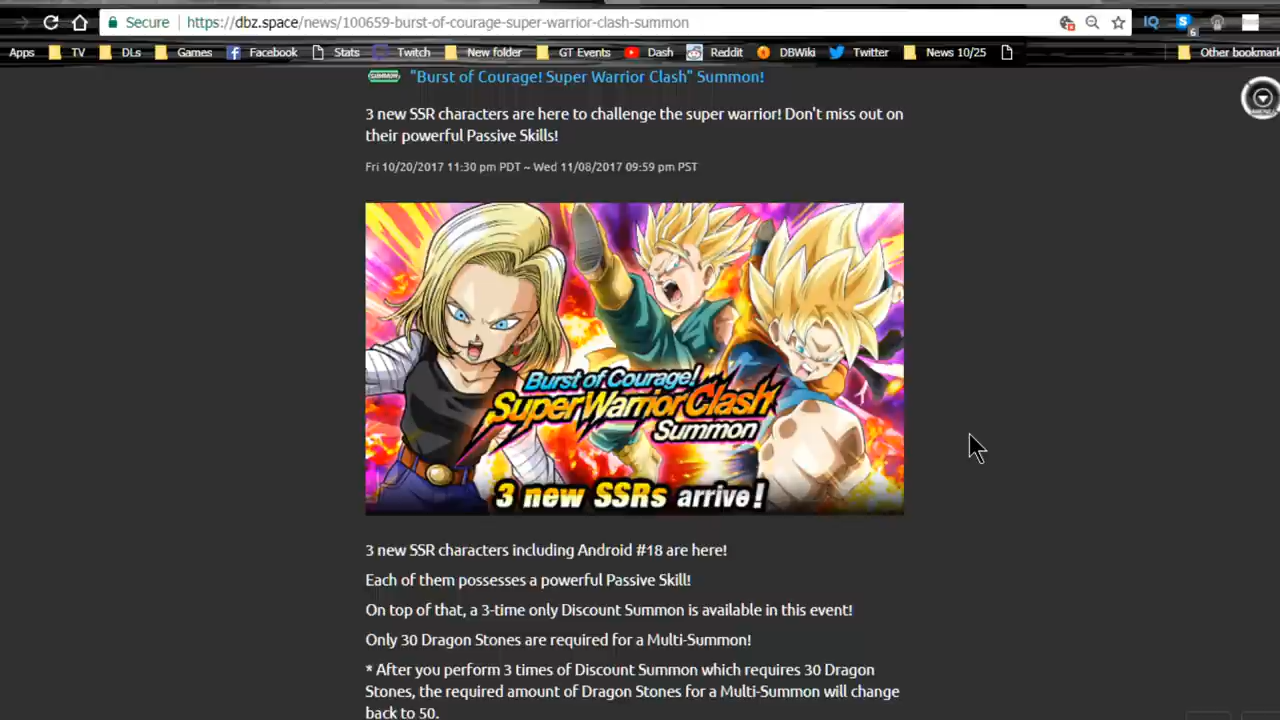 Secure https://dbz.space/news/100659-burst-of-courage-super-warrior-clash-summon
IQ
6
Apps TV DLs Games Facebook Stats Twitch New folder GT Events Dash Reddit DBWiki Twitter News 10/25 Other bookmar
SUMMON "Burst of Courage! Super Warrior Clash" Summon!
3 new SSR characters are here to challenge the super warrior! Don't miss out on
their powerful Passive Skills!
Fri 10/20/2017 11:30 pm PDT ~ Wed 11/08/2017 09:59 pm PST
Burst of Courage!
Super Warrior Clash
Summon
3 new SSRs arrive!
3 new SSR characters including Android #18 are here!
Each of them possesses a powerful Passive Skill!
On top of that, a 3-time only Discount Summon is available in this event!
Only 30 Dragon Stones are required for a Multi-Summon!
* After you perform 3 times of Discount Summon which requires 30 Dragon
Stones, the required amount of Dragon Stones for a Multi-Summon will change
back to 50.